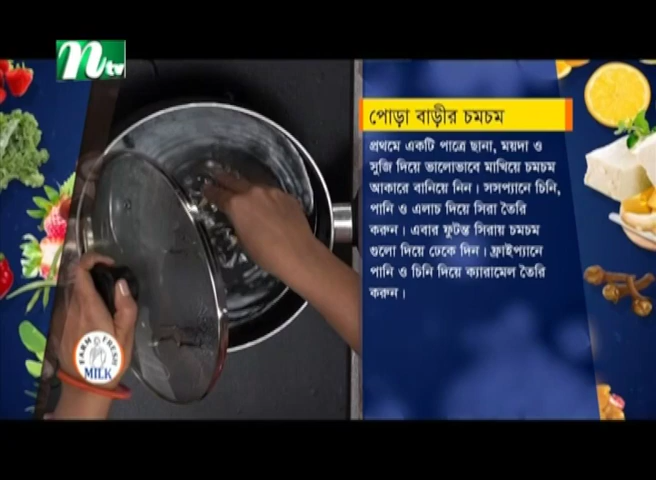 ntv
পোড়া বাড়ীর চমচম
প্রথমে একটি পাত্রে ছানা, ময়দা ও
সুজি দিয়ে ভালোভাবে মাখিয়ে চমচম
আকারে বানিয়ে নিন। সসপ্যানে চিনি,
পানি ও এলাচ দিয়ে সিরা তৈরি
করুন। এবার ফুটন্ত সিরায় চমচম
গুলো দিয়ে ঢেকে দিন। ফ্রাইপ্যানে
পানি ও চিনি দিয়ে ক্যারামেল তৈরি
করুন।
FARM FRESH
MILK